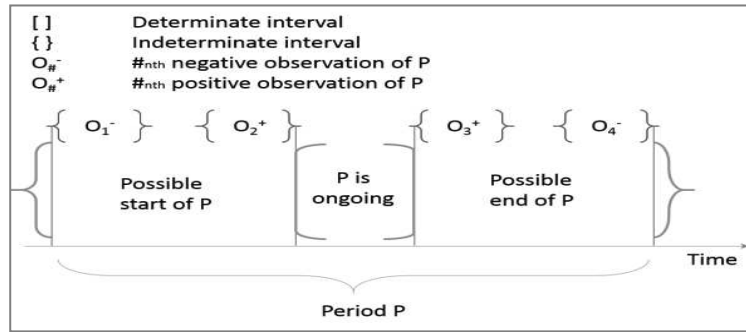 [ ] Determinate interval
{ } Indeterminate interval
O#- #nth negative observation of P
O#+ #nth positive observation of P
{ O1- } { O2+ } { O3+ } { O4- }
Possible start of P
P is ongoing
Possible end of P
Time
Period P